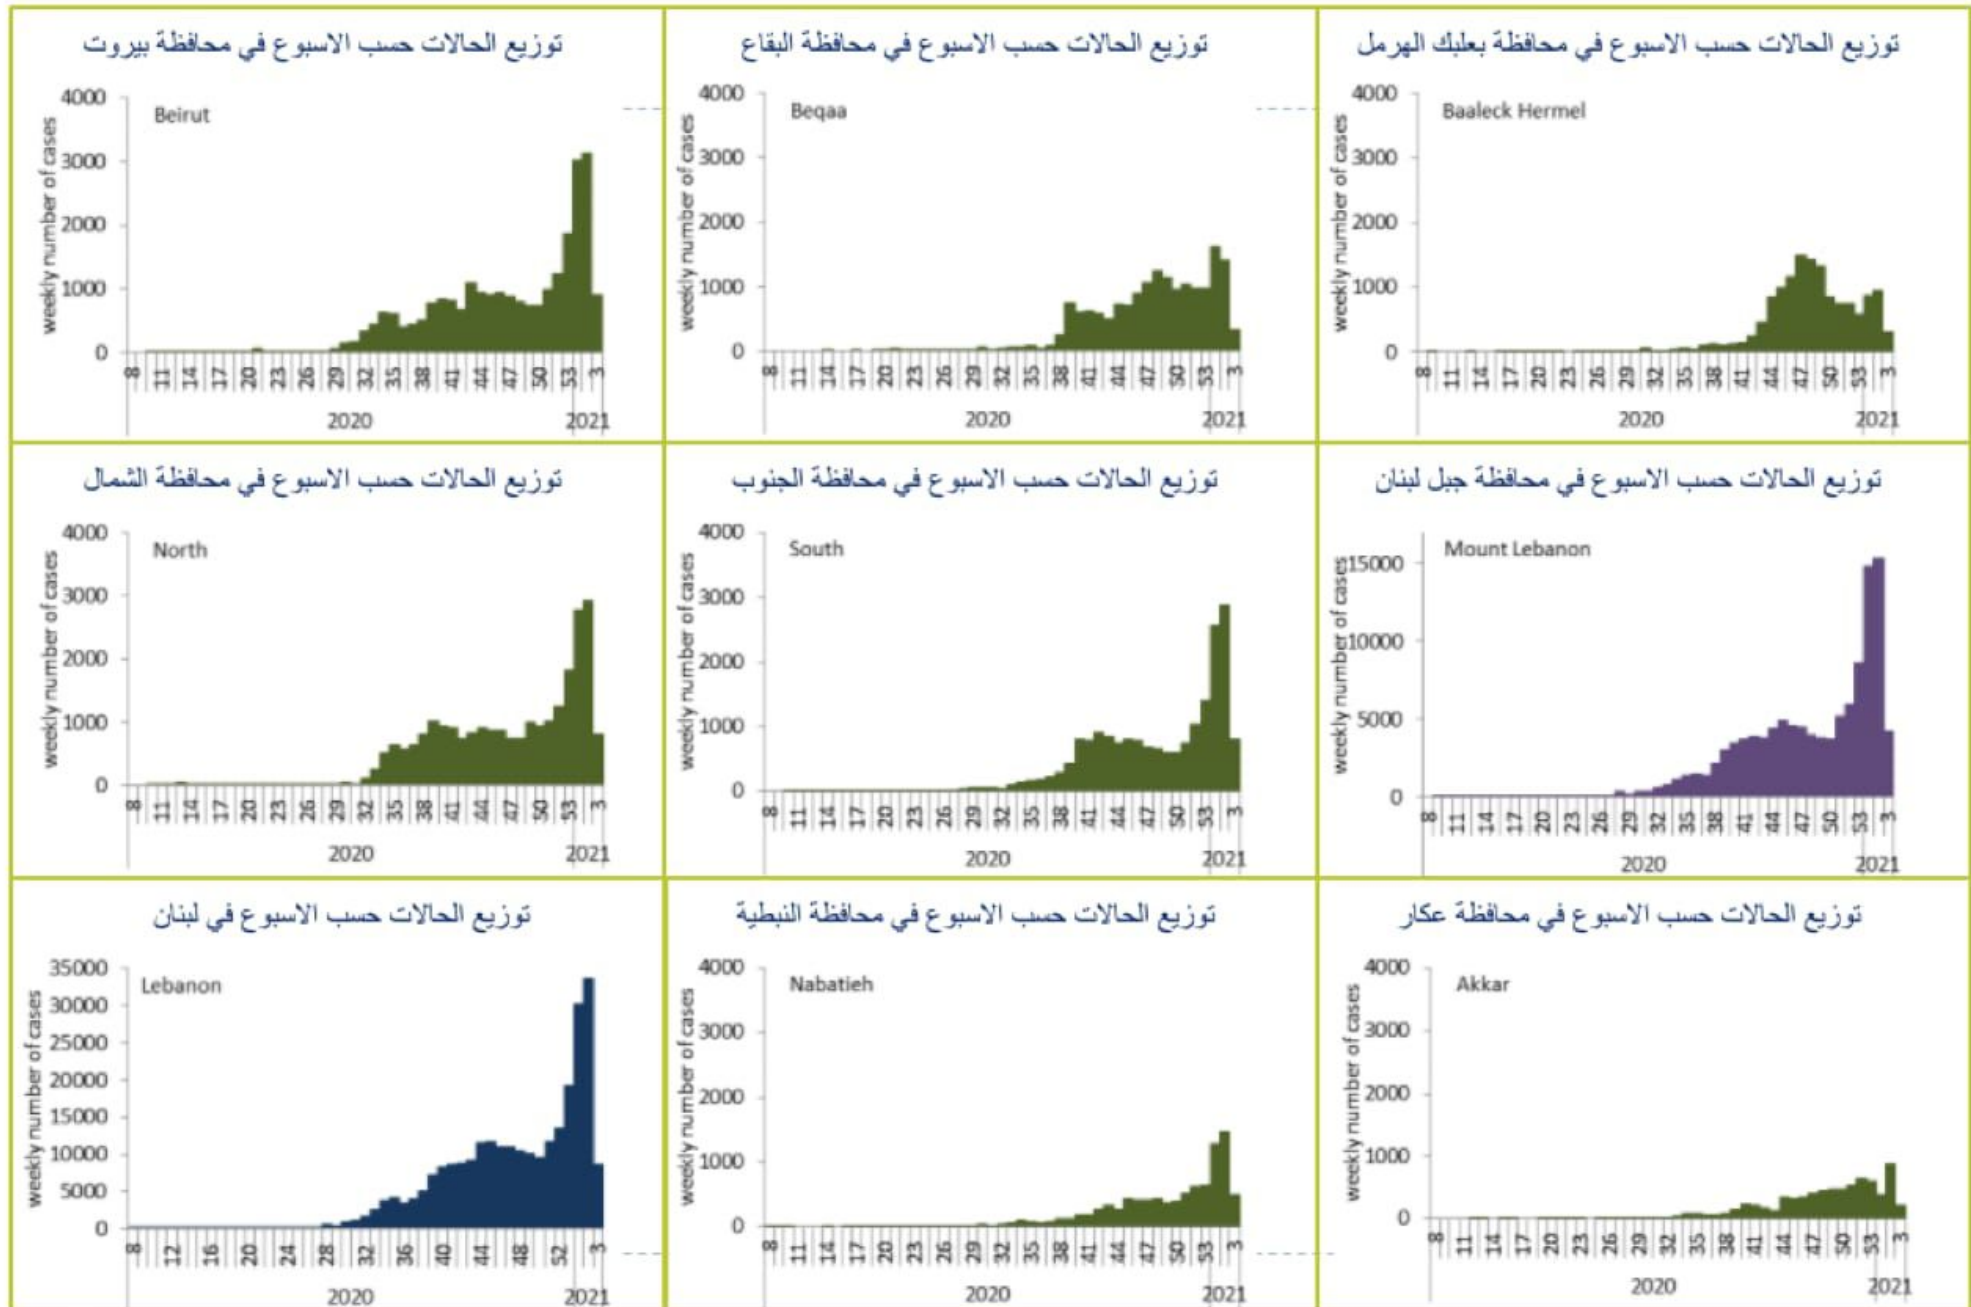 توزيع الحالات حسب الاسبوع في محافظة بيروت
Beirut
weekly number of cases
4000
3000
2000
1000
0
8 11 14 17 20 23 26 29 32 35 38 41 44 47 50 53 3
2020 2021
توزيع الحالات حسب الاسبوع في محافظة البقاع
Beqaa
weekly number of cases
4000
3000
2000
1000
0
8 11 14 17 20 23 26 29 32 35 38 41 44 47 50 53 3
2020 2021
توزيع الحالات حسب الاسبوع في محافظة بعلبك الهرمل
Baaleck Hermel
weekly number of cases
4000
3000
2000
1000
0
8 11 14 17 20 23 26 29 32 35 38 41 44 47 50 53 3
2020 2021
توزيع الحالات حسب الاسبوع في محافظة الشمال
North
weekly number of cases
4000
3000
2000
1000
0
8 11 14 17 20 23 26 29 32 35 38 41 44 47 50 53 3
2020 2021
توزيع الحالات حسب الاسبوع في محافظة الجنوب
South
weekly number of cases
4000
3000
2000
1000
0
8 11 14 17 20 23 26 29 32 35 38 41 44 47 50 53 3
2020 2021
توزيع الحالات حسب الاسبوع في محافظة جبل لبنان
Mount Lebanon
weekly number of cases
15000
10000
5000
0
8 11 14 17 20 23 26 29 32 35 38 41 44 47 50 53 3
2020 2021
توزيع الحالات حسب الاسبوع في لبنان
Lebanon
weekly number of cases
35000
30000
25000
20000
15000
10000
5000
0
8 12 16 20 24 28 32 36 40 44 48 52 3
2020 2021
توزيع الحالات حسب الاسبوع في محافظة النبطية
Nabatieh
weekly number of cases
4000
3000
2000
1000
0
8 11 14 17 20 23 26 29 32 35 38 41 44 47 50 53 3
2020 2021
توزيع الحالات حسب الاسبوع في محافظة عكار
Akkar
weekly number of cases
4000
3000
2000
1000
0
8 11 14 17 20 23 26 29 32 35 38 41 44 47 50 53 3
2020 2021